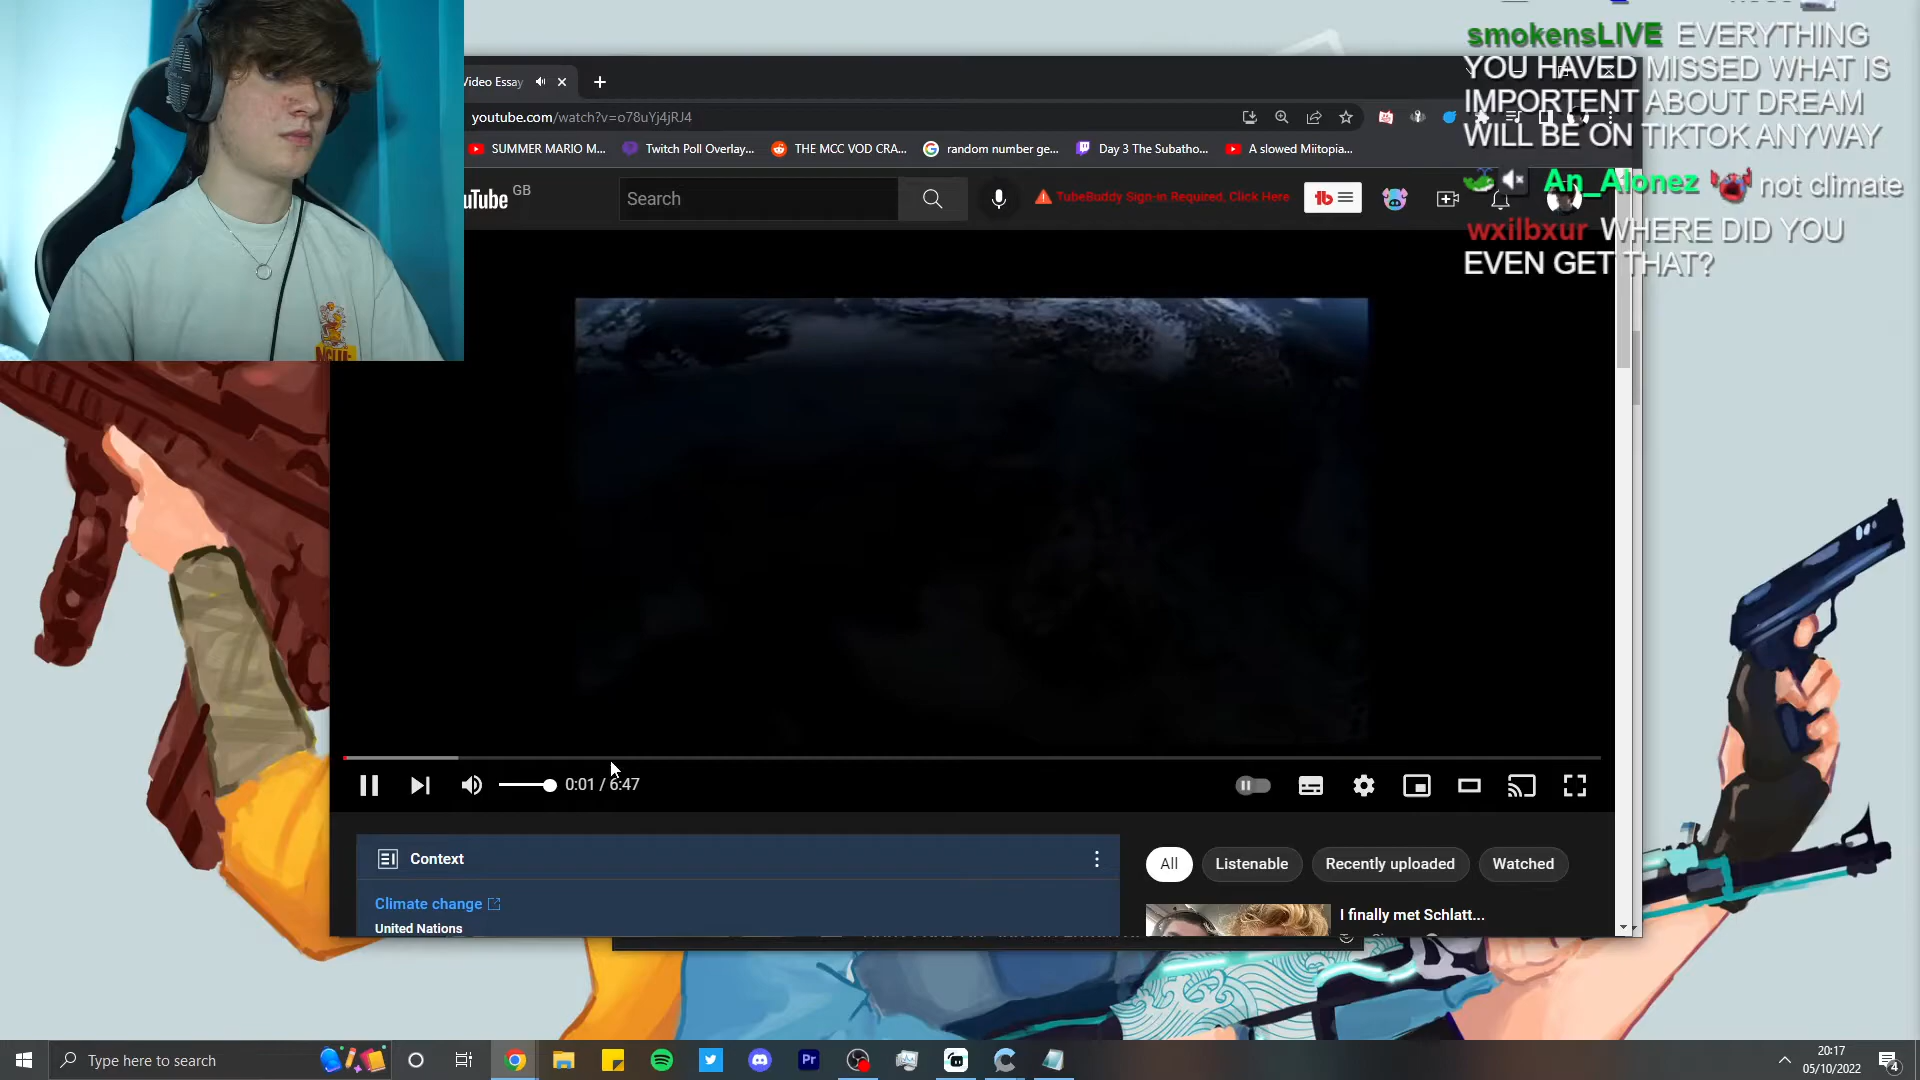 smokensLIVE EVERYTHING
YOU HAVED MISSED WHAT IS
IMPORTENT ABOUT DREAM
WILL BE ON TIKTOK ANYWAY
An_Alonez not climate
wxilbxur WHERE DID YOU
EVEN GET THAT?
Video Essay
youtube.com/watch?v=o78uYj4jRJ4
SUMMER MARIO M... Twitch Poll Overlay... THE MCC VOD CRA... random number ge... Day 3 The Subatho... A slowed Miitopia...
uTube GB Search TubeBuddy Sign-in Required, Click Here tb
0:01 / 6:47
Context
All Listenable Recently uploaded Watched
Climate change
United Nations
I finally met Schlatt...
Type here to search
Pr
20:17
05/10/2022
4